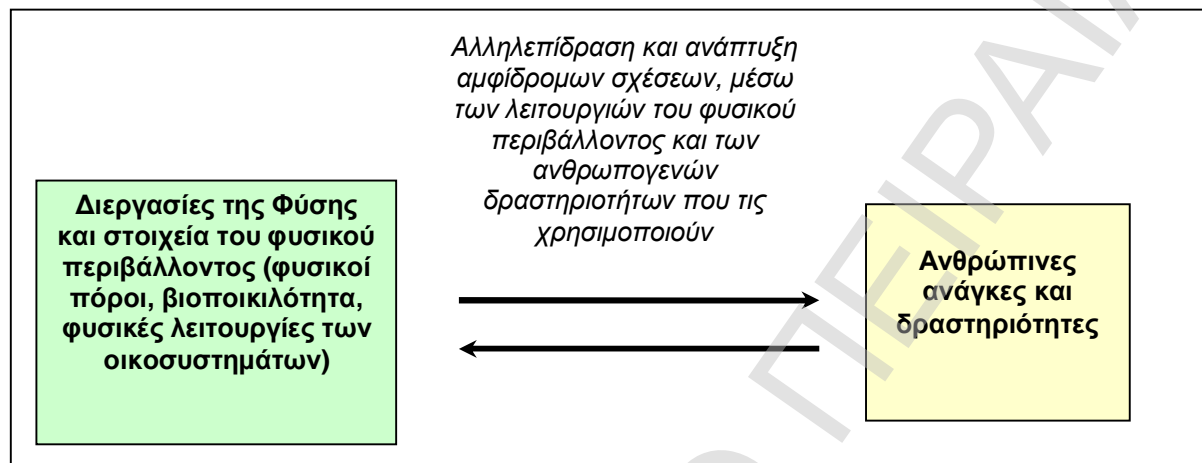 Αλληλεπίδραση και ανάπτυξη
αμφίδρομων σχέσεων, μέσω
των λειτουργιών του φυσικού
περιβάλλοντος και των
ανθρωπογενών
δραστηριοτήτων που τις
χρησιμοποιούν
Διεργασίες της Φύσης
και στοιχεία του φυσικού
περιβάλλοντος (φυσικοί
πόροι, βιοποικιλότητα,
φυσικές λειτουργίες των
οικοσυστημάτων)
Ανθρώπινες
ανάγκες και
δραστηριότητες